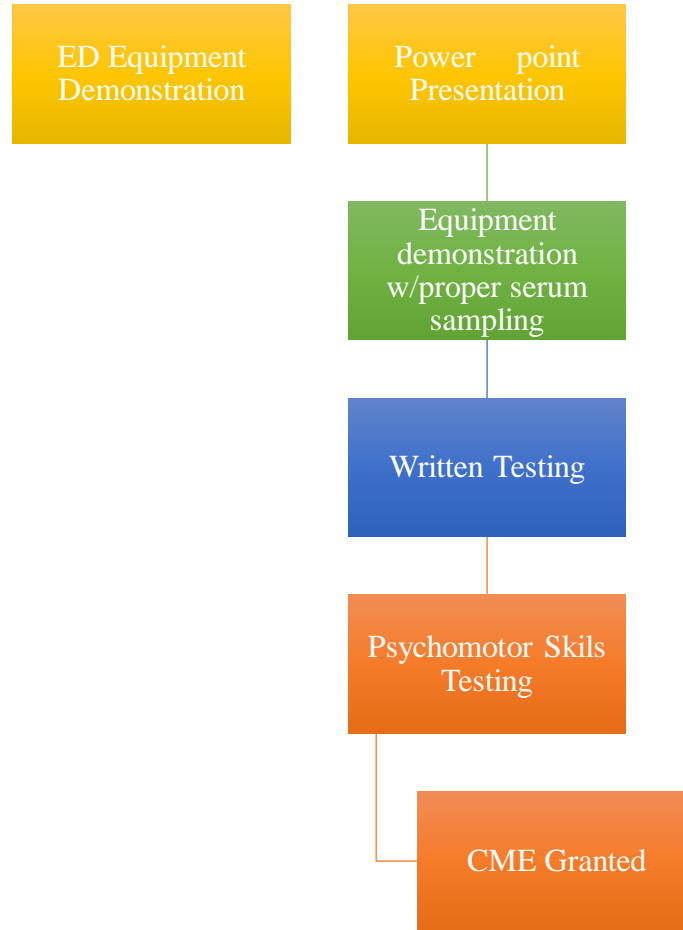 ED Equipment
Demonstration
Power point
Presentation
Equipment
demonstration
w/proper serum
sampling
Written Testing
Psychomotor Skils
Testing
CME Granted